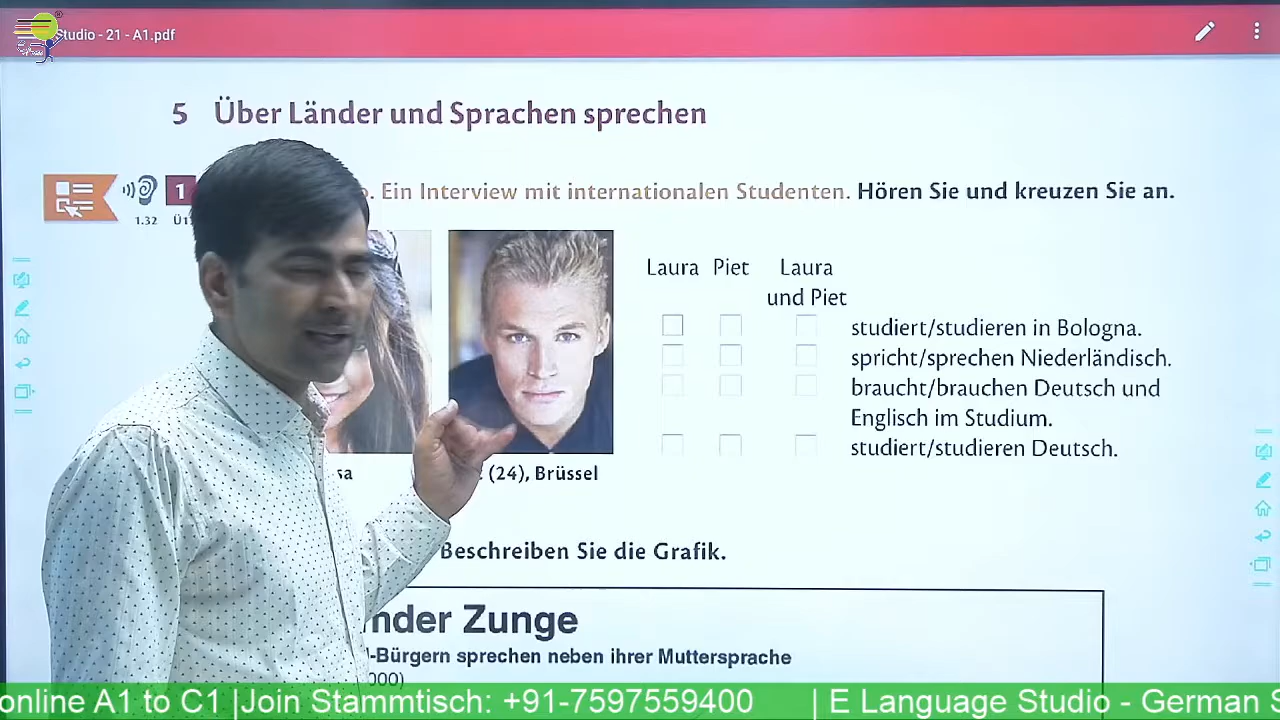 Studio - 21 - A1.pdf
5 Über Länder und Sprachen sprechen
1 Ein Interview mit internationalen Studenten. Hören Sie und kreuzen Sie an.
1.32
Laura Piet Laura
und Piet
studiert/studieren in Bologna.
spricht/sprechen Niederländisch.
braucht/brauchen Deutsch und
Englisch im Studium.
studiert/studieren Deutsch.
(24), Brüssel
Beschreiben Sie die Grafik.
nder Zunge
-Bürgern sprechen neben ihrer Muttersprache
000)
online A1 to C1 |Join Stammtisch: +91-7597559400 | E Language Studio - German S